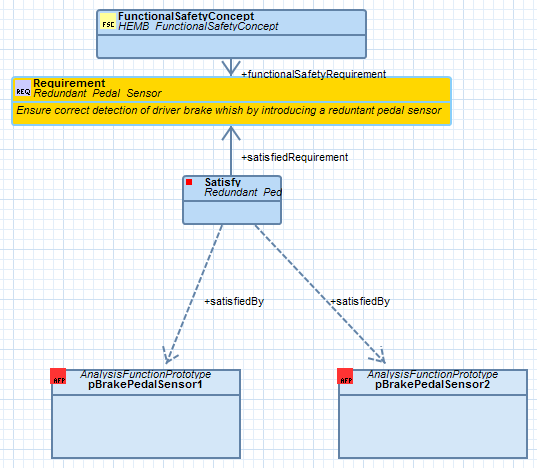 FSC
FunctionalSafetyConcept
HEMB FunctionalSafetyConcept
+functionalSafetyRequirement
REQ
Requirement
Redundant Pedal Sensor
Ensure correct detection of driver brake whish by introducing a reduntant pedal sensor
+satisfiedRequirement
Satisfy
Redundant Ped
+satisfiedBy
+satisfiedBy
AFP
AnalysisFunctionPrototype
pBrakePedalSensor1
AFP
AnalysisFunctionPrototype
pBrakePedalSensor2